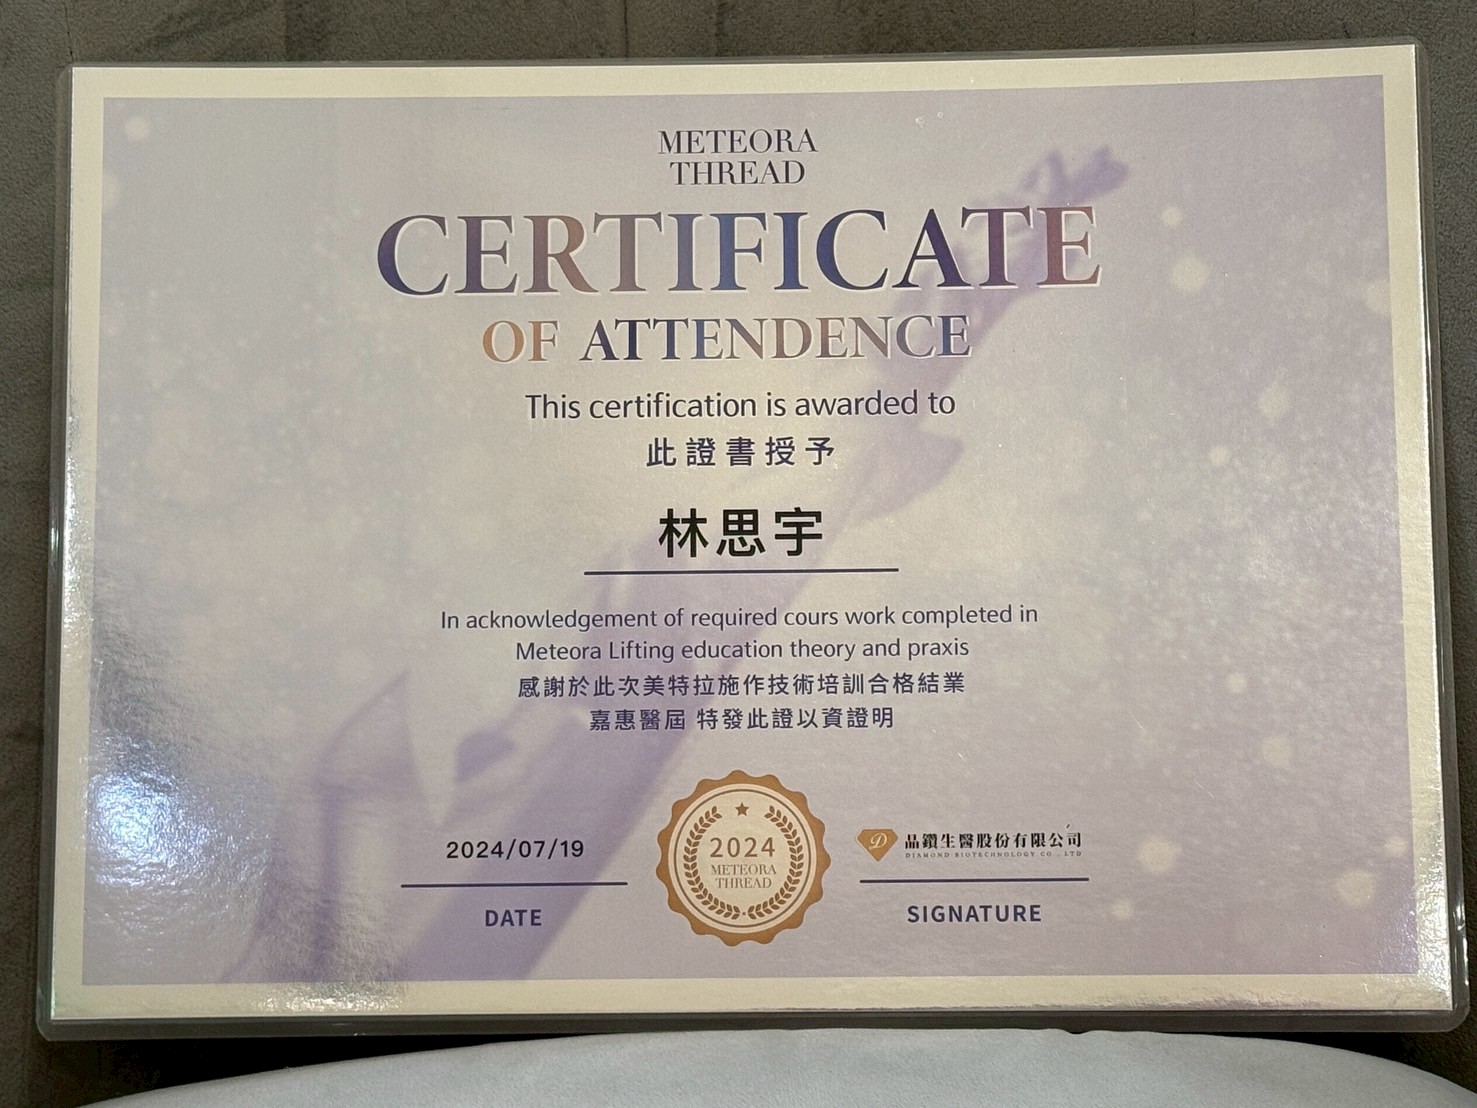 METEORA
THREAD
CERTIFICATE
OF ATTENDENCE
This certification is awarded to
此證書授予
林思宇
In acknowledgement of required cours work completed in
Meteora Lifting education theory and praxis
感謝於此次美特拉施作技術培訓合格結業
嘉惠醫屆 特發此證以資證明
2024/07/19
DATE
2024
METEORA
THREAD
D
晶鑽生醫股份有限公司
DIAMOND BIOTECHNOLOGY CO., LTD
SIGNATURE